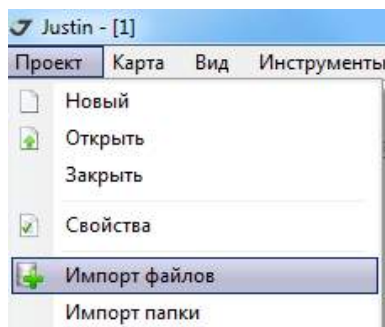 Justin - [1]
Проект Карта Вид Инструменты
Новый
Открыть
Закрыть
Свойства
Импорт файлов
Импорт папки